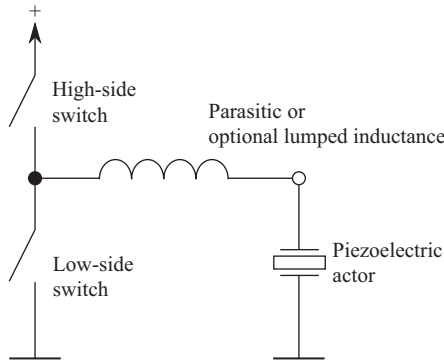 +
High-side
switch
Parasitic or
optional lumped inductance
Low-side
switch
Piezoelectric
actor